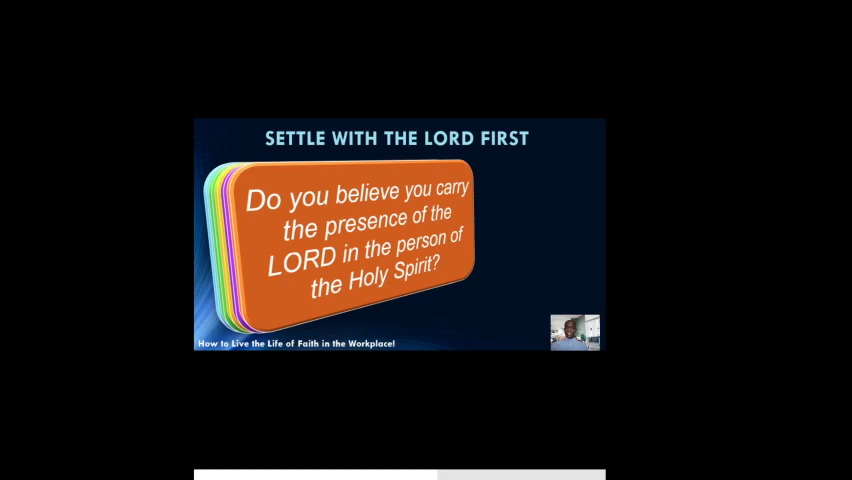 SETTLE WITH THE LORD FIRST
Do you believe you carry
the presence of the
LORD in the person of
the Holy Spirit?
How to Live the Life of Faith in the Workplace!